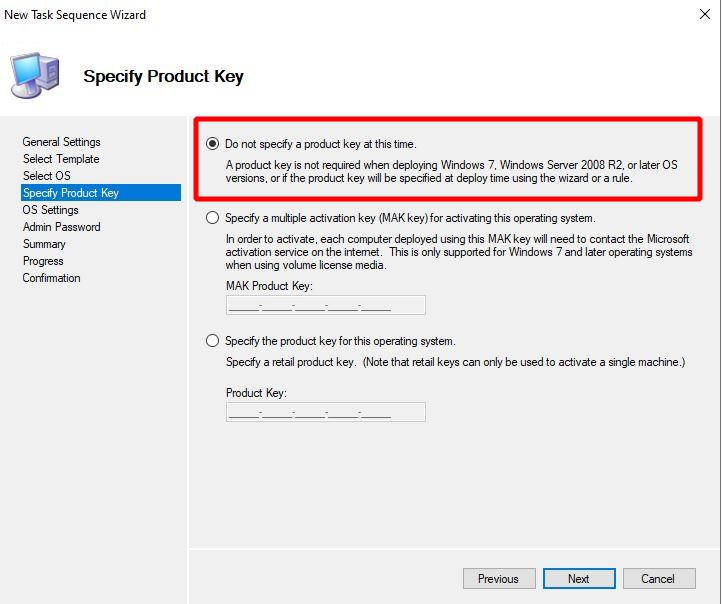 New Task Sequence Wizard
Specify Product Key
General Settings
Select Template
Select OS
Specify Product Key
OS Settings
Admin Password
Summary
Progress
Confirmation
Do not specify a product key at this time.
A product key is not required when deploying Windows 7, Windows Server 2008 R2, or later OS
versions, or if the product key will be specified at deploy time using the wizard or a rule.
Specify a multiple activation key (MAK key) for activating this operating system.
In order to activate, each computer deployed using this MAK key will need to contact the Microsoft
activation service on the internet.  This is only supported for Windows 7 and later operating systems
when using volume license media.
MAK Product Key:
_____-_____-_____-_____-_____
Specify the product key for this operating system.
Specify a retail product key.  (Note that retail keys can only be used to activate a single machine.)
Product Key:
_____-_____-_____-_____-_____
Previous
Next
Cancel